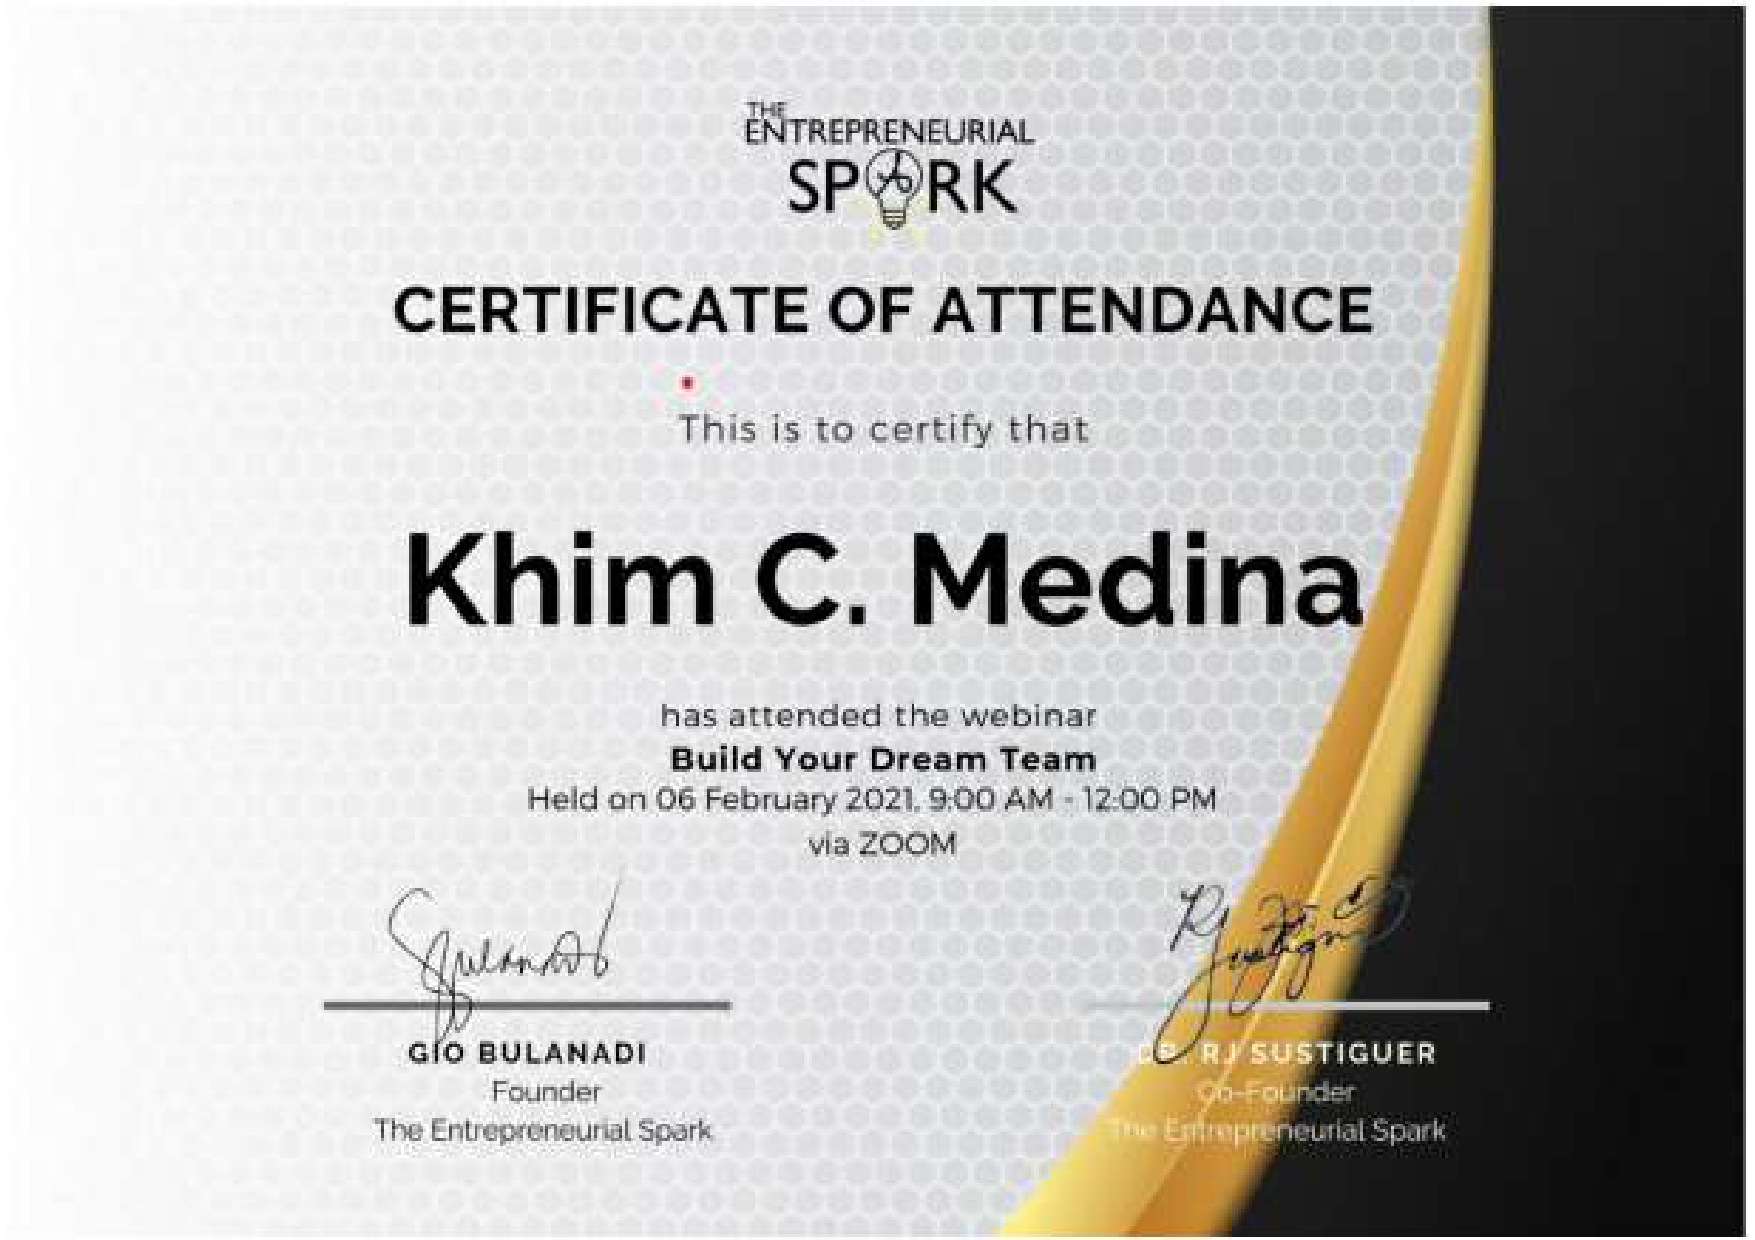 THE
ENTREPRENEURIAL
SPARK
CERTIFICATE OF ATTENDANCE
This is to certify that
Khim C. Medina
has attended the webinar
Build Your Dream Team
Held on 06 February 2021, 9:00 AM - 12:00 PM
via ZOOM
GIO BULANADI
Founder
The Entrepreneurial Spark
DR. RJ SUSTIGUER
Co-Founder
The Entrepreneurial Spark